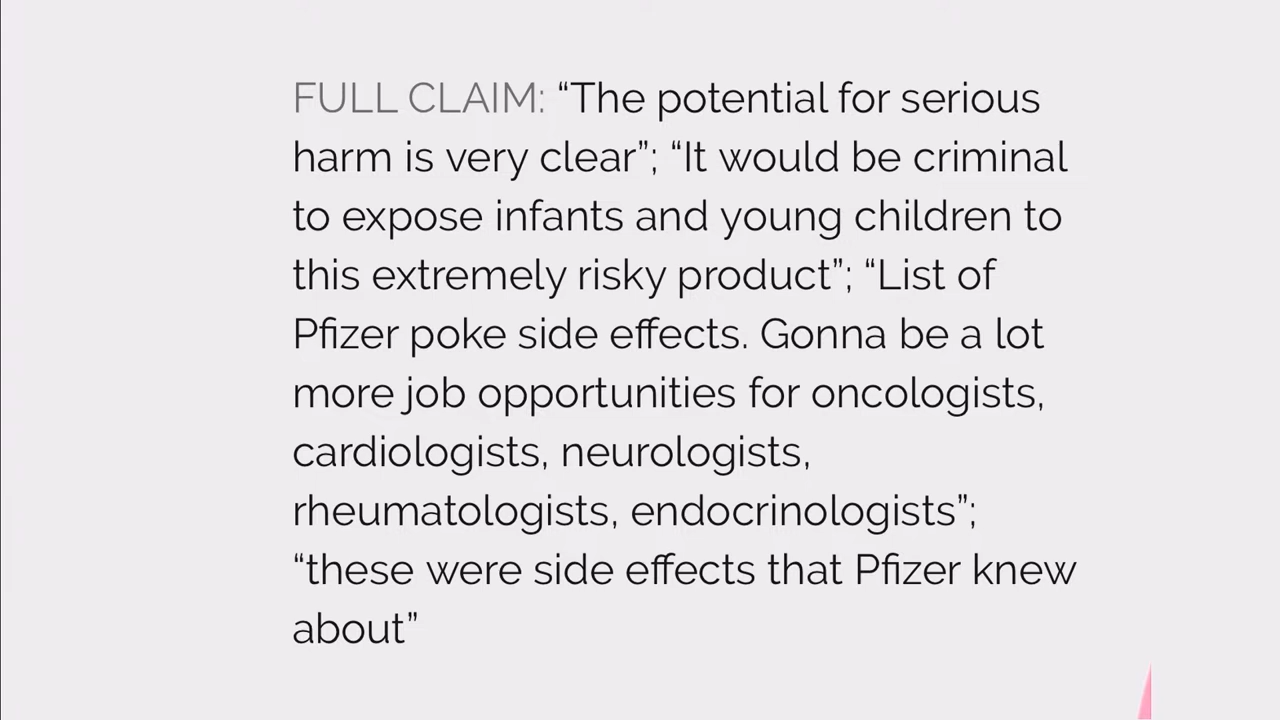 FULL CLAIM: “The potential for serious
harm is very clear”; “It would be criminal
to expose infants and young children to
this extremely risky product”; “List of
Pfizer poke side effects. Gonna be a lot
more job opportunities for oncologists,
cardiologists, neurologists,
rheumatologists, endocrinologists”;
“these were side effects that Pfizer knew
about”